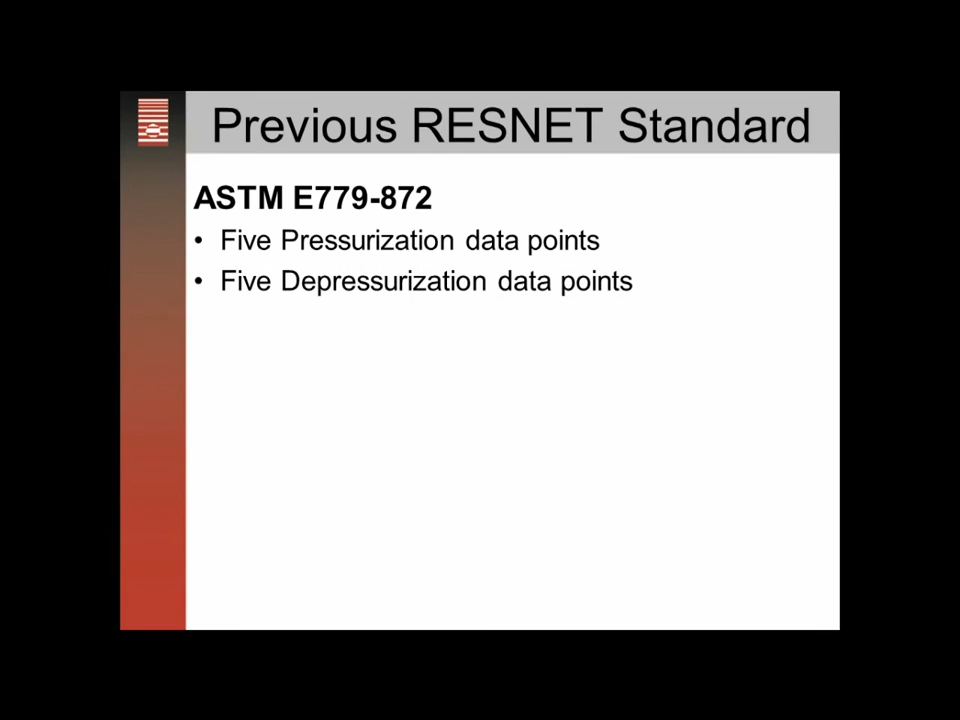 Previous RESNET Standard
ASTM E779-872
• Five Pressurization data points
• Five Depressurization data points